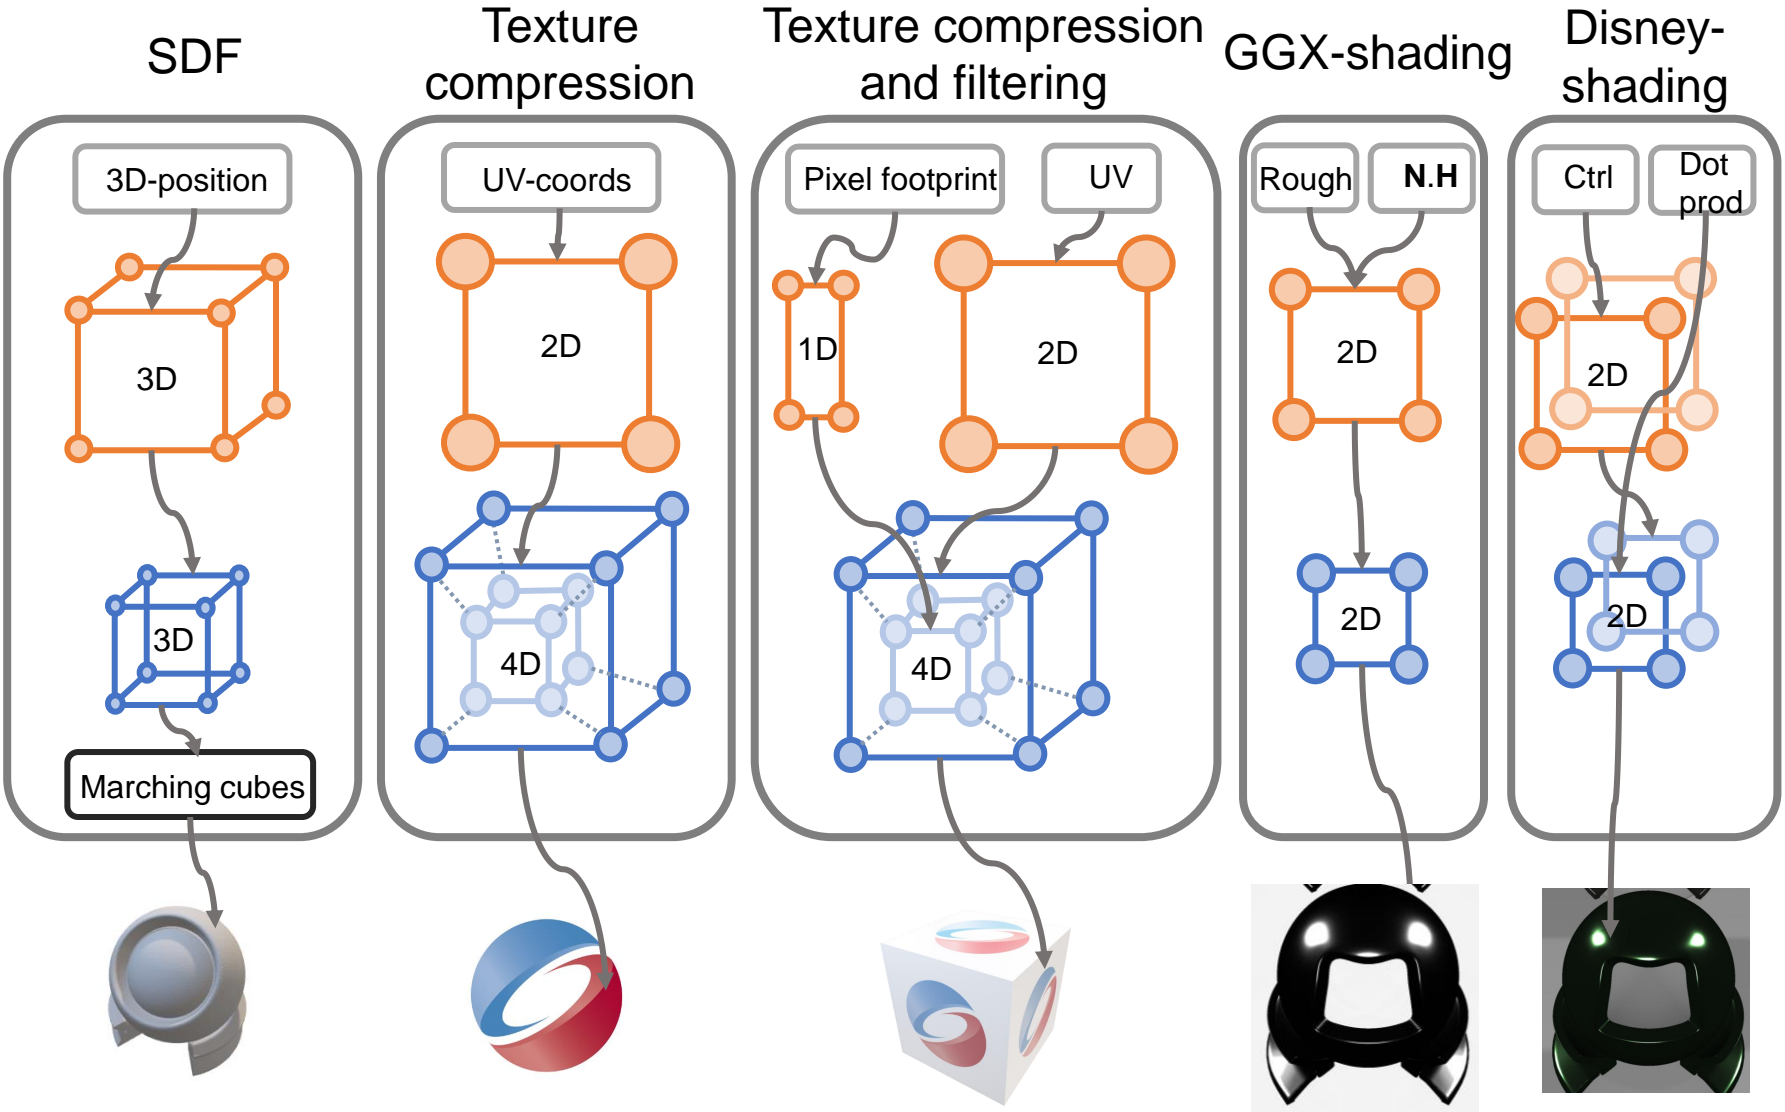 SDF
3D-position
3D
3D
Marching cubes
Texture
compression
UV-coords
2D
4D
Texture compression
and filtering
Pixel footprint
UV
1D
2D
4D
GGX-shading
Rough
N.H
2D
2D
Disney-
shading
Ctrl
Dot
prod
2D
2D